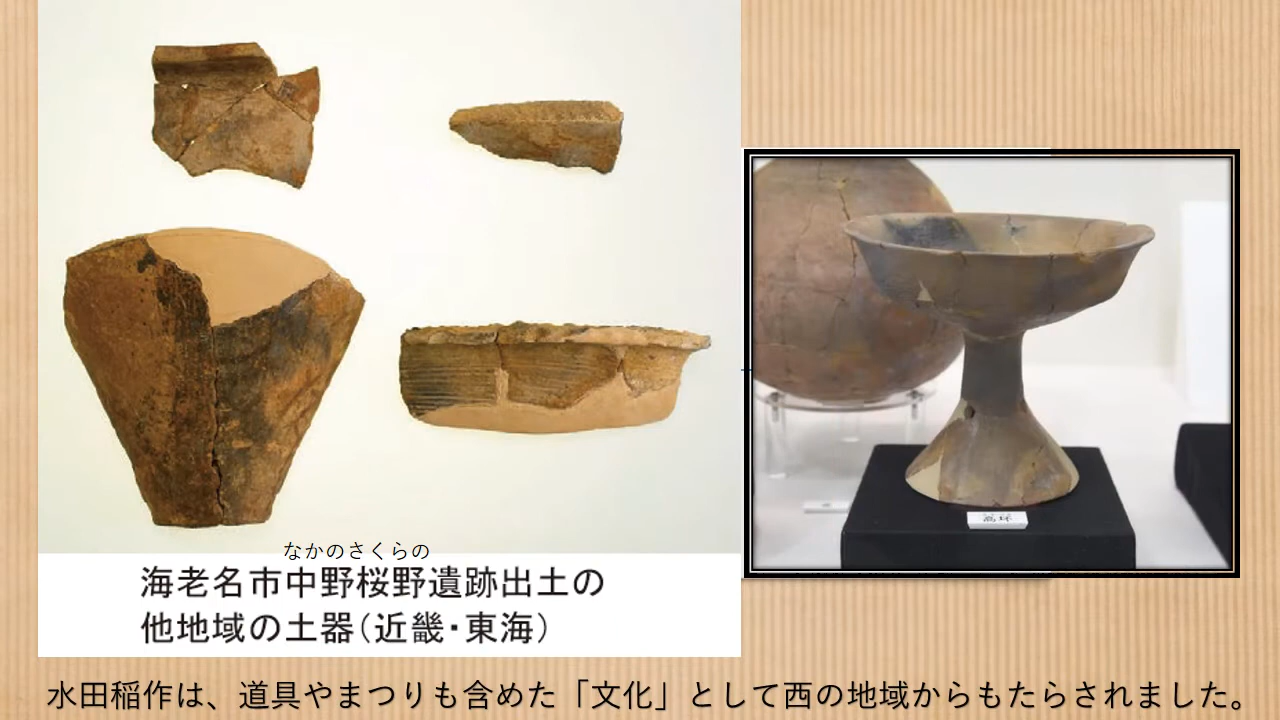 なかのさくらの
海老名市中野桜野遺跡出土の
他地域の土器(近畿・東海)
高坏
水田稲作は、道具やまつりも含めた「文化」として西の地域からもたらされました。